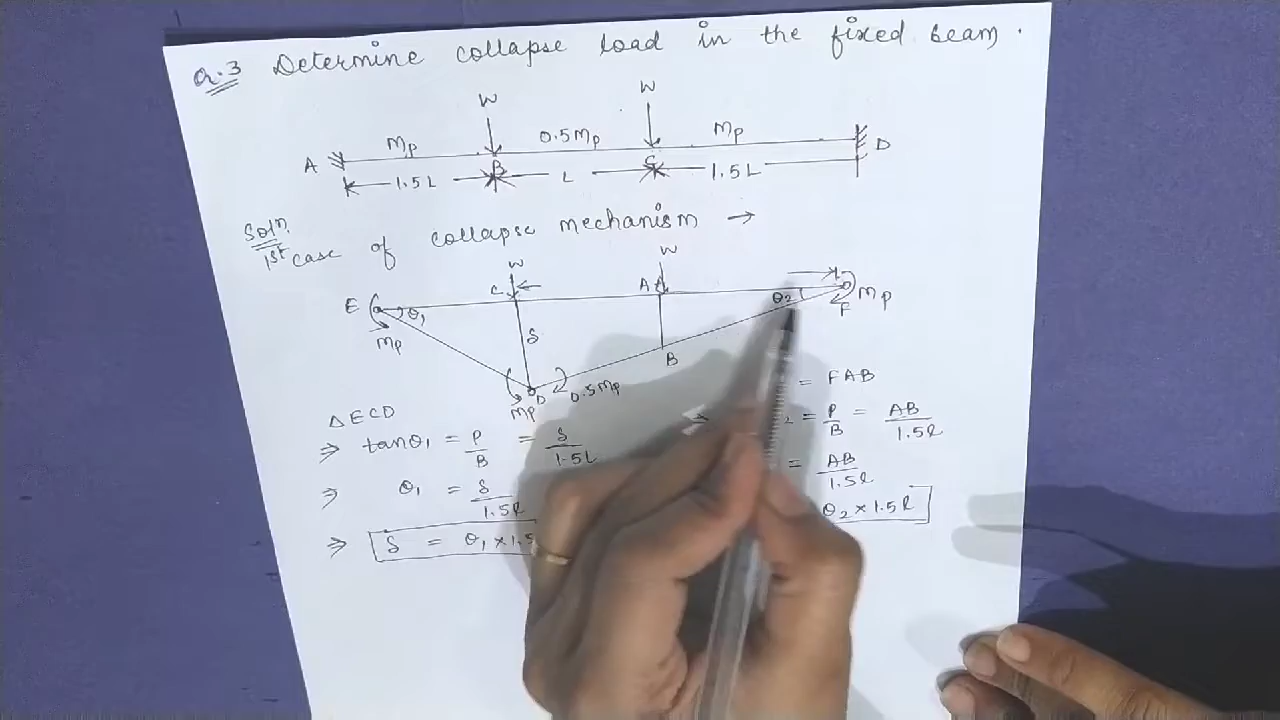 Q.3 Determine collapse load in the fixed beam.
W W
A Mp 0.5Mp Mp D
B C
1.5L L 1.5L
Soln.
1st case of collapse mechanism →
W W
E θ1 C A θ2 F Mp
Mp δ B
Mp D 0.5Mp
ΔECD = FAB
⇒ tanθ1 = P/B = δ/1.5L ⇒ 2 = P/B = AB/1.5l
⇒ θ1 = δ/1.5l = AB/1.5l
⇒ δ = θ1 × 1.5 θ2 × 1.5l